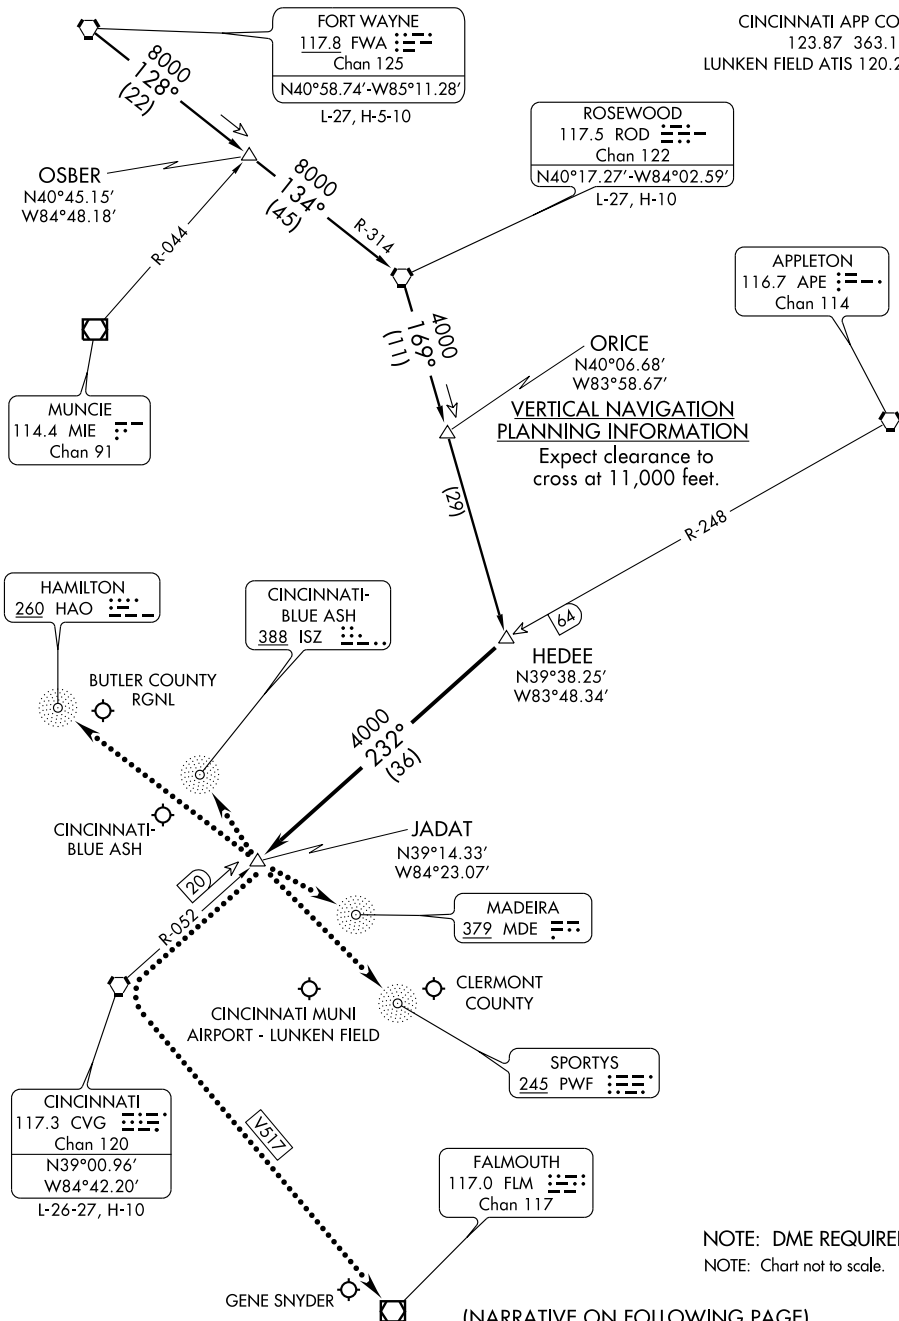 FORT WAYNE
117.8 FWA
Chan 125
N40°58.74'-W85°11.28'
L-27, H-5-10
CINCINNATI APP CO
123.87 363.1
LUNKEN FIELD ATIS 120.2
8000
128°
(22)
ROSEWOOD
117.5 ROD
Chan 122
N40°17.27'-W84°02.59'
L-27, H-10
OSBER
N40°45.15'
W84°48.18'
8000
134°
(45)
R-314
R-044
APPLETON
116.7 APE
Chan 114
4000
169°
(11)
ORICE
N40°06.68'
W83°58.67'
MUNCIE
114.4 MIE
Chan 91
VERTICAL NAVIGATION
PLANNING INFORMATION
Expect clearance to
cross at 11,000 feet.
(29)
R-248
64
HAMILTON
260 HAO
CINCINNATI-
BLUE ASH
388 ISZ
HEDEE
N39°38.25'
W83°48.34'
BUTLER COUNTY
RGNL
4000
232°
(36)
CINCINNATI-
BLUE ASH
JADAT
N39°14.33'
W84°23.07'
20
R-052
MADEIRA
379 MDE
CINCINNATI MUNI
AIRPORT - LUNKEN FIELD
CLERMONT
COUNTY
SPORTYS
245 PWF
CINCINNATI
117.3 CVG
Chan 120
N39°00.96'
W84°42.20'
L-26-27, H-10
V517
FALMOUTH
117.0 FLM
Chan 117
GENE SNYDER
NOTE: DME REQUIRE
NOTE: Chart not to scale.
(NARRATIVE ON FOLLOWING PAGE)